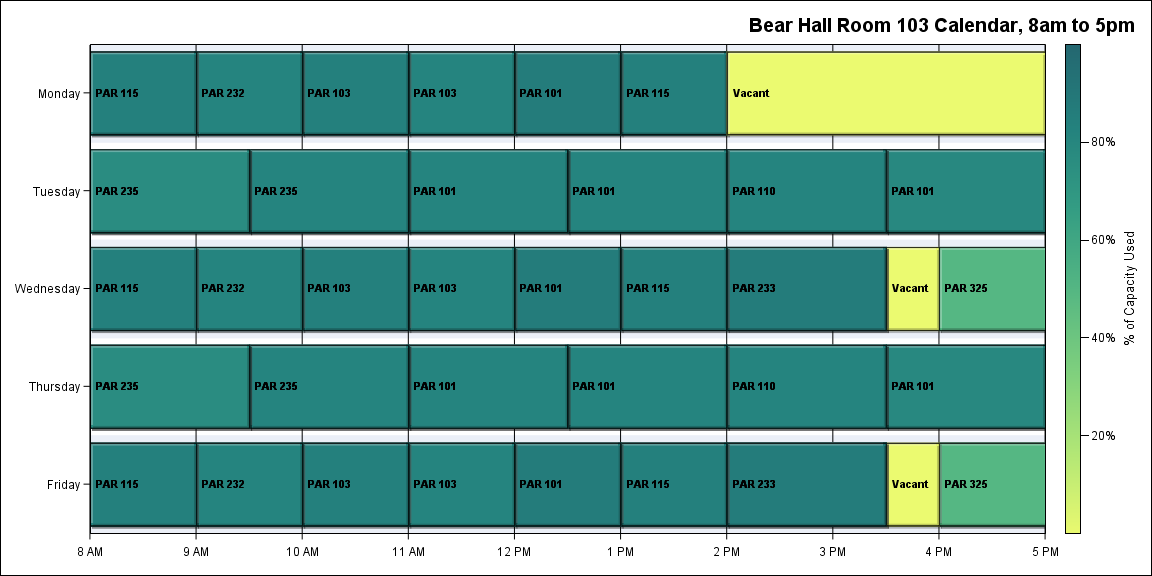 Bear Hall Room 103 Calendar, 8am to 5pm
Monday
PAR 115 PAR 232 PAR 103 PAR 103 PAR 101 PAR 115 Vacant
Tuesday
PAR 235 PAR 235 PAR 101 PAR 101 PAR 110 PAR 101
Wednesday
PAR 115 PAR 232 PAR 103 PAR 103 PAR 101 PAR 115 PAR 233 Vacant PAR 325
Thursday
PAR 235 PAR 235 PAR 101 PAR 101 PAR 110 PAR 101
Friday
PAR 115 PAR 232 PAR 103 PAR 103 PAR 101 PAR 115 PAR 233 Vacant PAR 325
8 AM 9 AM 10 AM 11 AM 12 PM 1 PM 2 PM 3 PM 4 PM 5 PM
80%
60%
40%
20%
% of Capacity Used